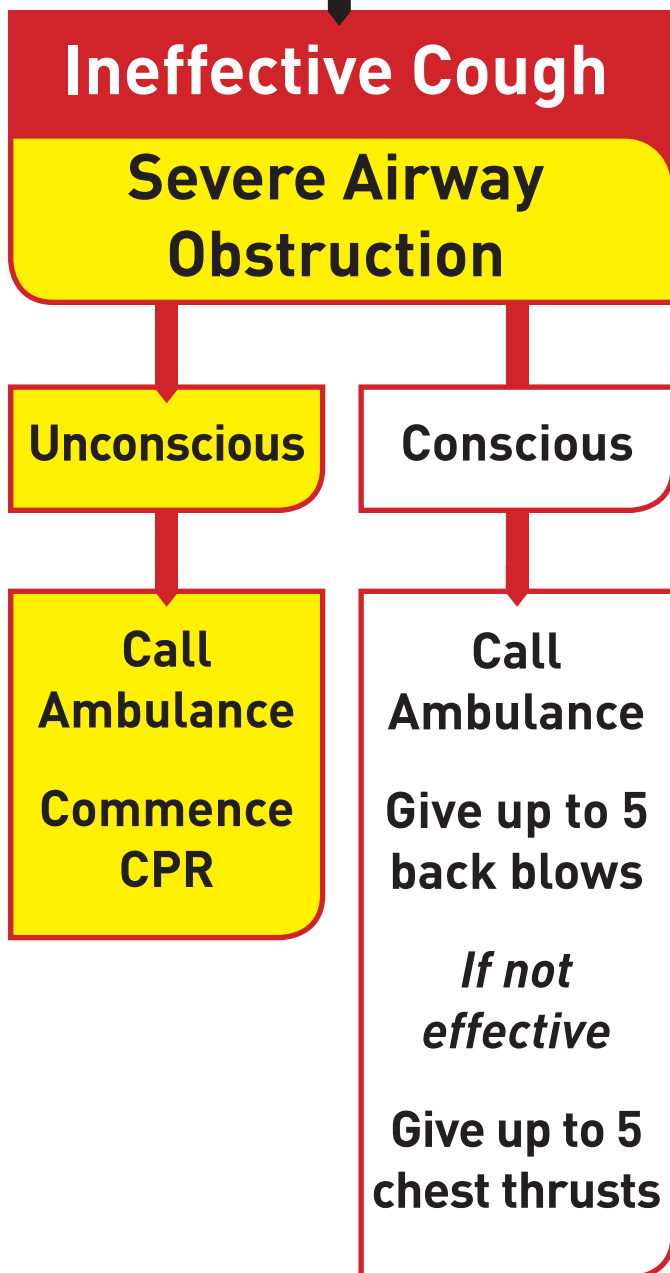 Ineffective Cough
Severe Airway
Obstruction
Unconscious
Call
Ambulance
Commence
CPR
Conscious
Call
Ambulance
Give up to 5
back blows
If not
effective
Give up to 5
chest thrusts